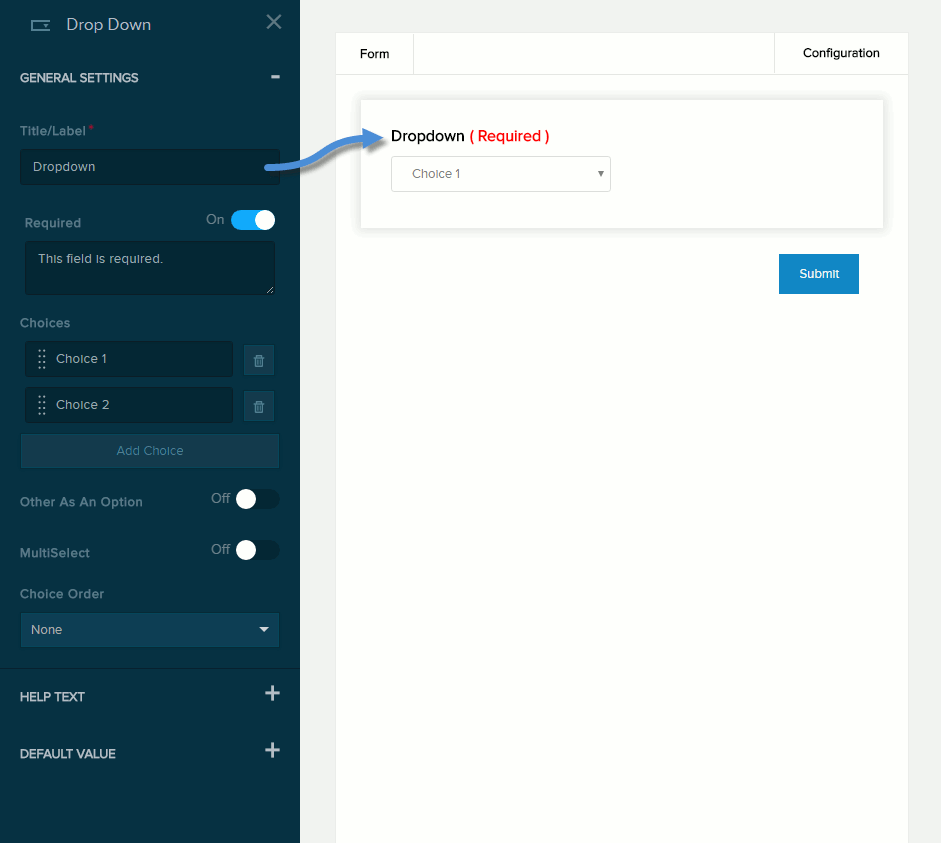 Drop Down
GENERAL SETTINGS
Title/Label*
Dropdown
Required
On
This field is required.
Choices
Choice 1
Choice 2
Add Choice
Other As An Option
Off
MultiSelect
Off
Choice Order
None
HELP TEXT
DEFAULT VALUE
Form
Configuration
Dropdown ( Required )
Choice 1
Submit